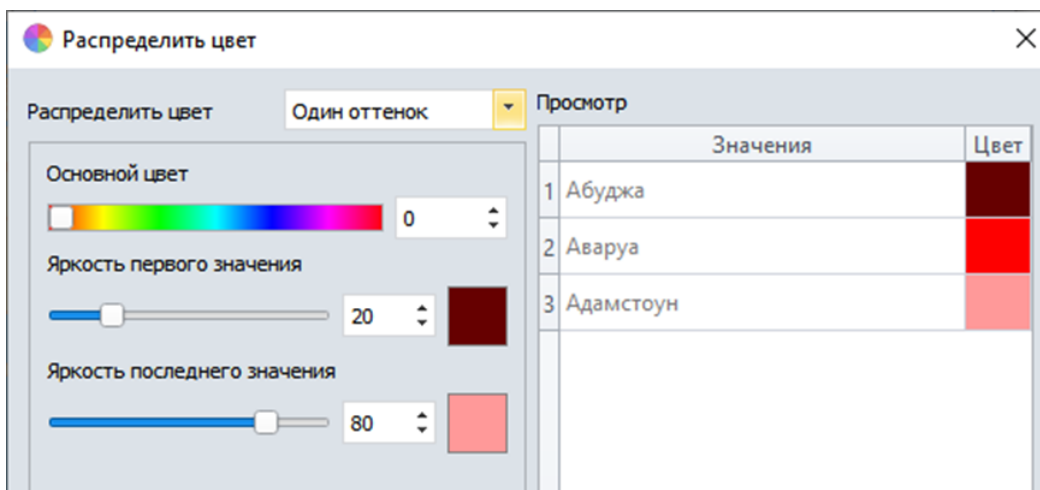 Распределить цвет
Распределить цвет Один оттенок
Основной цвет
0
Яркость первого значения
20
Яркость последнего значения
80
Просмотр
Значения Цвет
1 Абуджа
2 Аваруа
3 Адамстоун